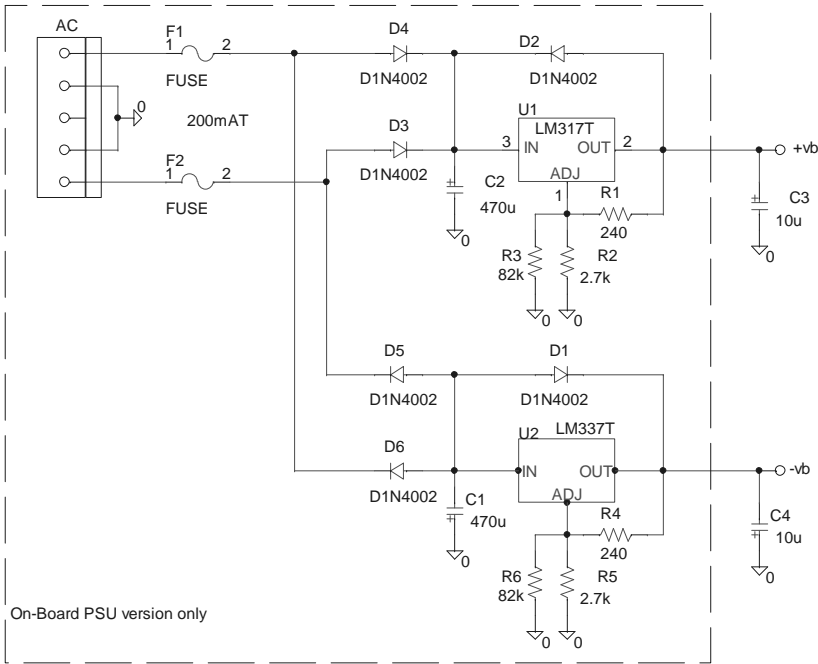 AC
F1
1 2
FUSE
200mAT
0
F2
1 2
FUSE
D4
D1N4002
D2
D1N4002
D3
D1N4002
U1
LM317T
3 IN OUT 2
ADJ
1
C2
470u
0
R1
240
R3
82k
R2
2.7k
0 0
+vb
C3
10u
0
D5
D1N4002
D1
D1N4002
D6
D1N4002
U2
LM337T
IN OUT
ADJ
C1
470u
0
R4
240
R6
82k
R5
2.7k
0 0
-vb
C4
10u
0
On-Board PSU version only